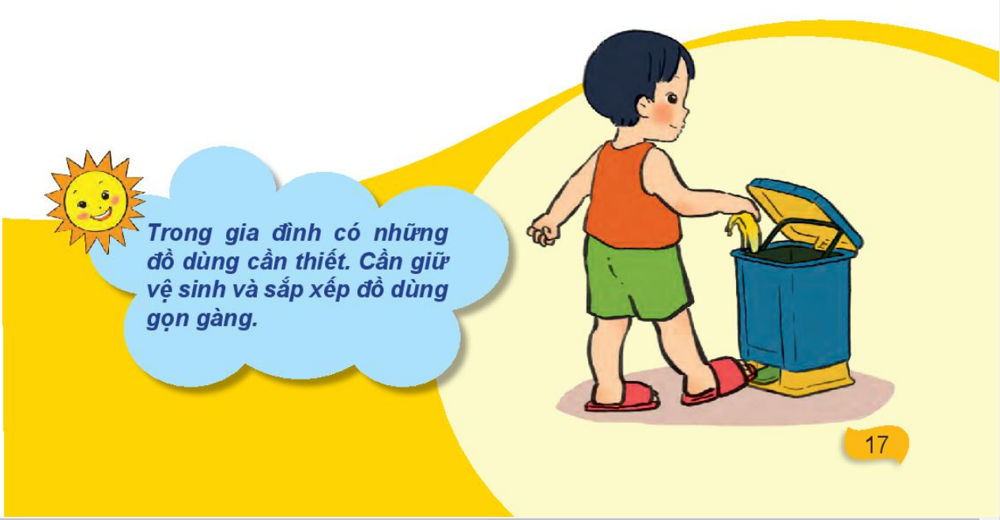 Trong gia đình có những
đồ dùng cần thiết. Cần giữ
vệ sinh và sắp xếp đồ dùng
gọn gàng.
17